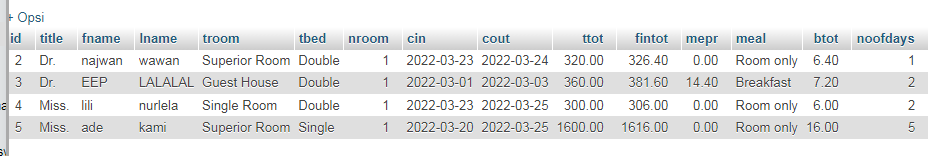 + Opsi
id title fname lname troom tbed nroom cin cout ttot fintot mepr meal btot noofdays
2 Dr. najwan wawan Superior Room Double 1 2022-03-23 2022-03-24 320.00 326.40 0.00 Room only 6.40 1
3 Dr. EEP LALALAL Guest House Double 1 2022-03-01 2022-03-03 360.00 381.60 14.40 Breakfast 7.20 2
4 Miss. lili nurlela Single Room Double 1 2022-03-23 2022-03-25 300.00 306.00 0.00 Room only 6.00 2
5 Miss. ade kami Superior Room Single 1 2022-03-20 2022-03-25 1600.00 1616.00 0.00 Room only 16.00 5